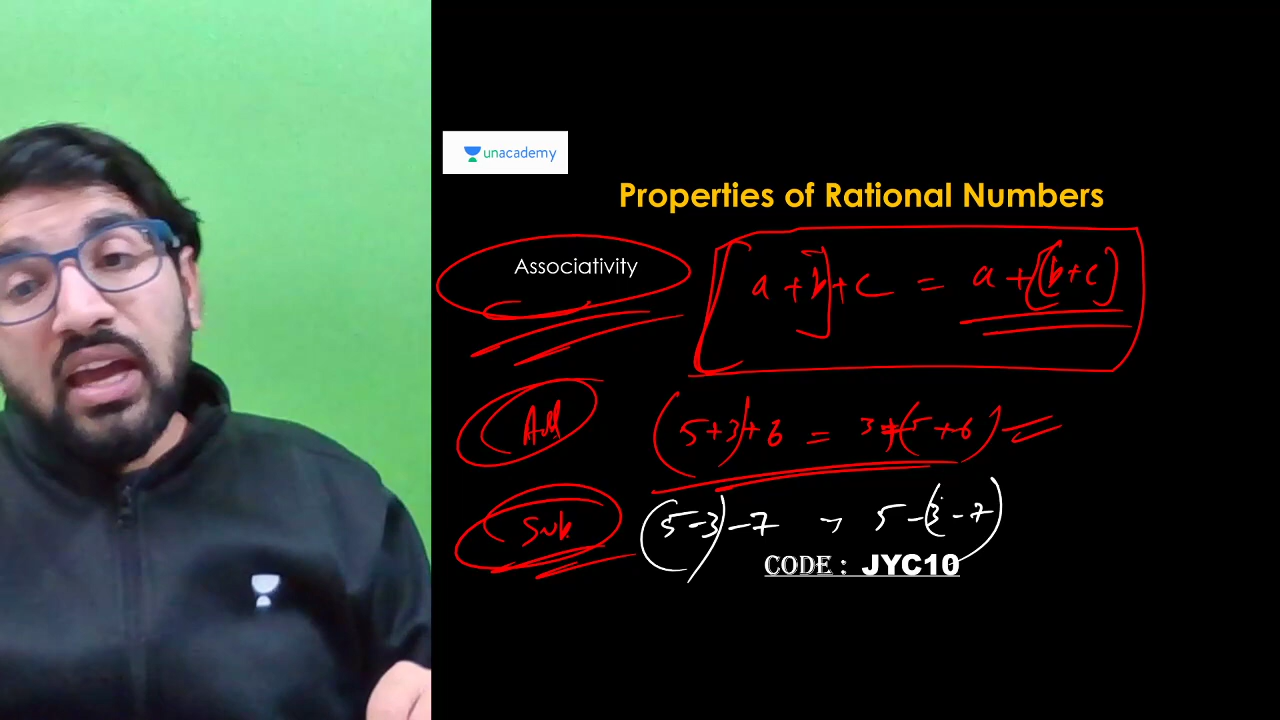 unacademy
Properties of Rational Numbers
Associativity
[a+b]+c = a+[b+c]
Add
(5+3)+6 = 3+(5+6)
Sub
(5-3)-7 = 5-(3-7)
CODE : JYC10